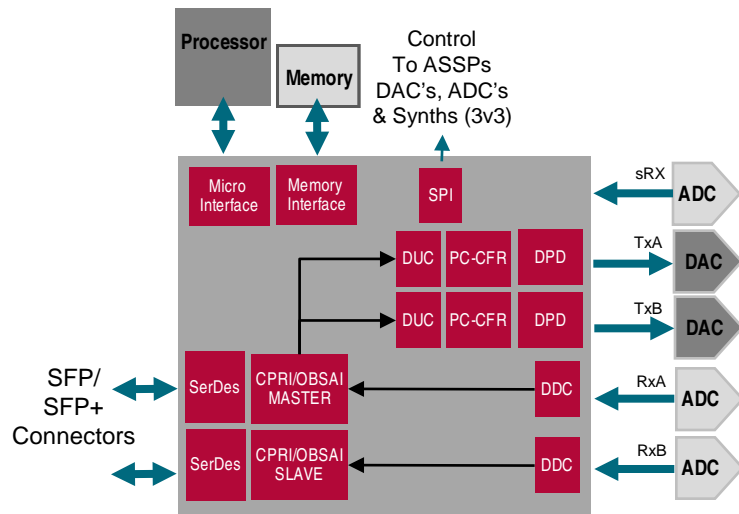 Processor
Memory
Control
To ASSPs
DAC's, ADC's
& Synths (3v3)
Micro
Interface
Memory
Interface
SPI
sRX
ADC
DUC
PC-CFR
DPD
TxA
DAC
DUC
PC-CFR
DPD
TxB
DAC
SFP/
SFP+
Connectors
SerDes
CPRI/OBSAI
MASTER
DDC
RxA
ADC
SerDes
CPRI/OBSAI
SLAVE
DDC
RxB
ADC